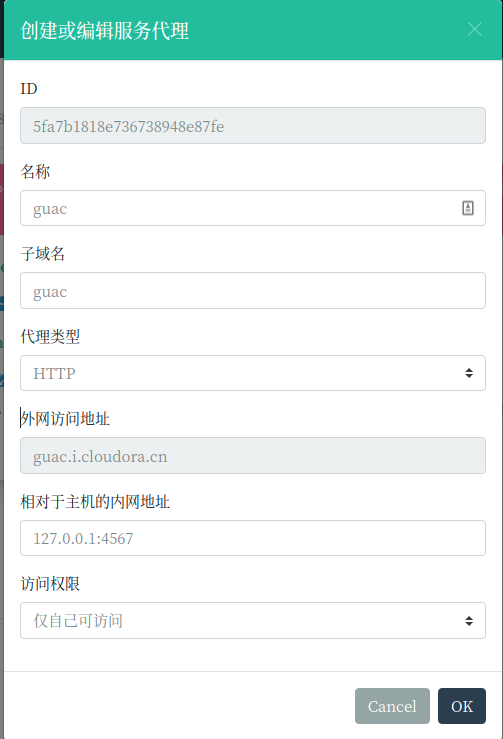 创建或编辑服务代理
ID
5fa7b1818e736738948e87fe
名称
guac
子域名
guac
代理类型
HTTP
外网访问地址
guac.i.cloudora.cn
相对于主机的内网地址
127.0.0.1:4567
访问权限
仅自己可访问
Cancel OK